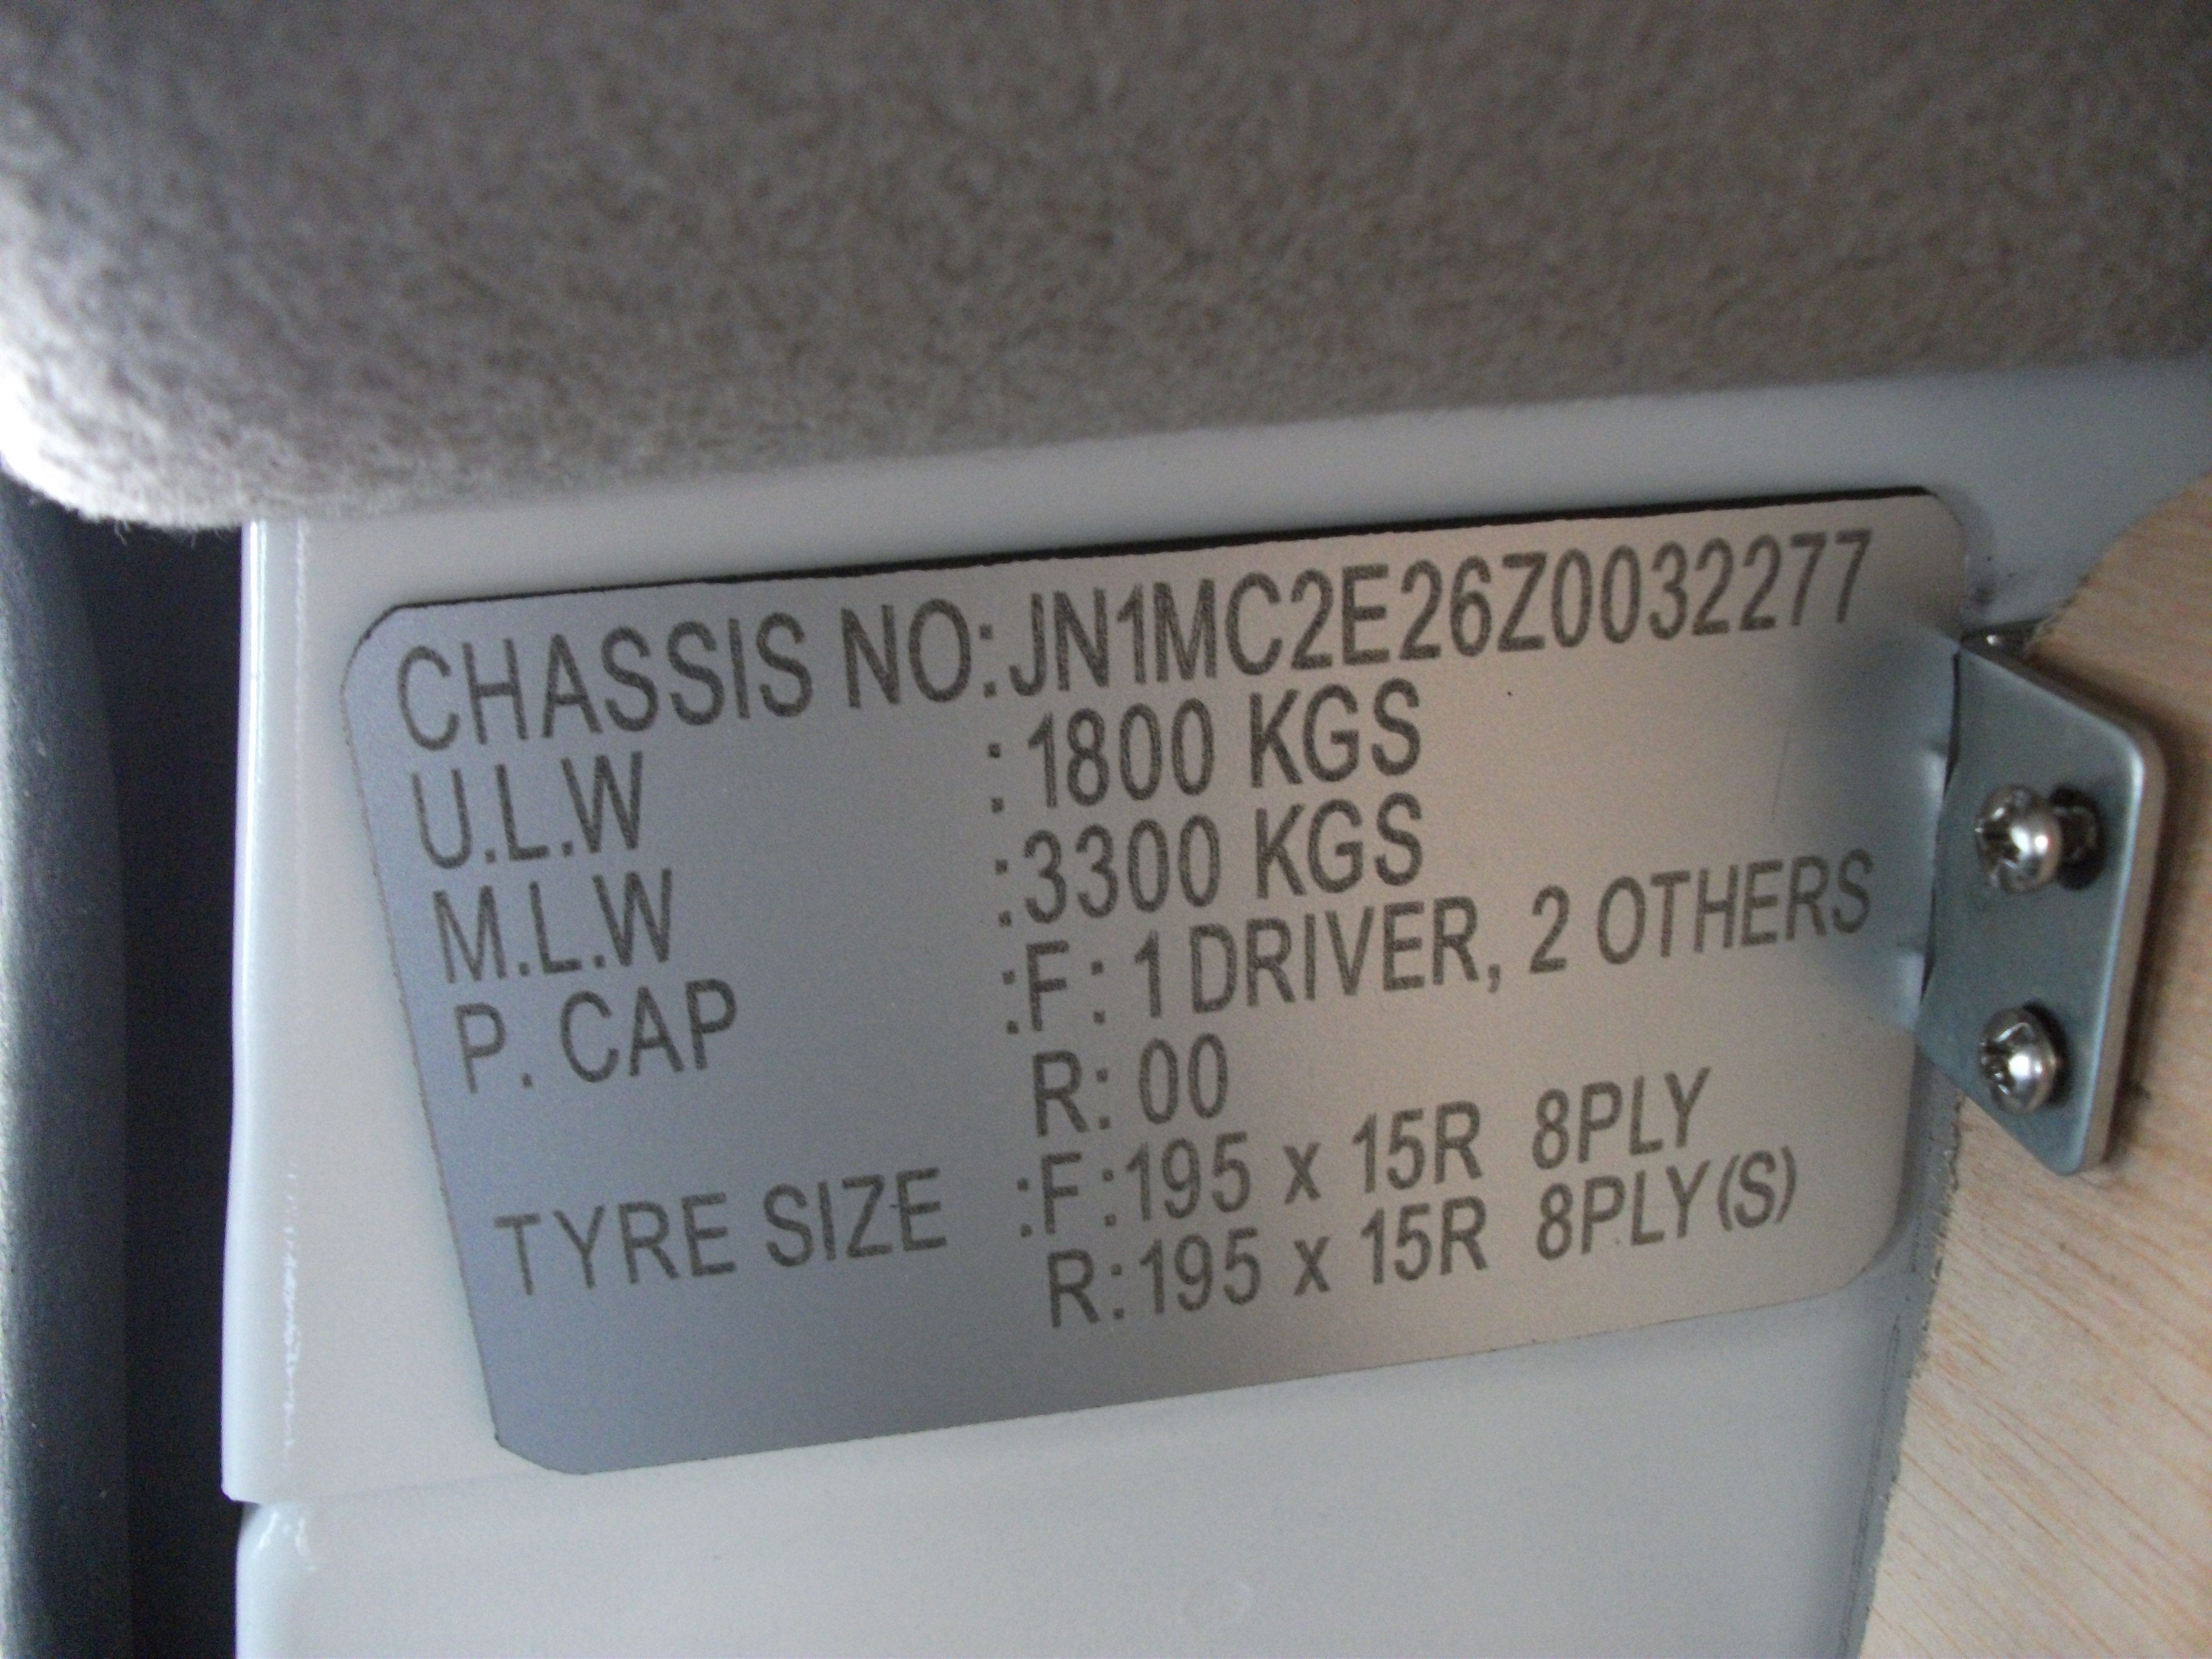 CHASSIS NO:JN1MC2E26Z0032277
U.L.W :1800 KGS
M.L.W :3300 KGS
P. CAP :F: 1 DRIVER, 2 OTHERS
R: 00
TYRE SIZE :F:195 x 15R 8PLY
R:195 x 15R 8PLY(S)